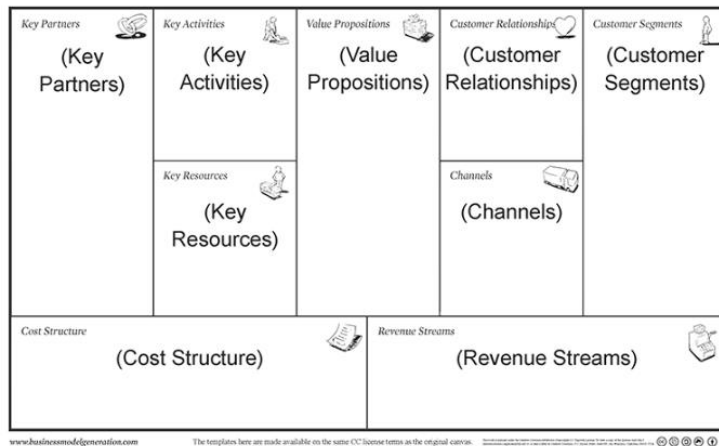 Key Partners
(Key
Partners)
Key Activities
(Key
Activities)
Key Resources
(Key
Resources)
Value Propositions
(Value
Propositions)
Customer Relationships
(Customer
Relationships)
Channels
(Channels)
Customer Segments
(Customer
Segments)
Cost Structure
(Cost Structure)
Revenue Streams
(Revenue Streams)
www.businessmodelgeneration.com
The templates here are made available on the same CC license terms as the original canvas.